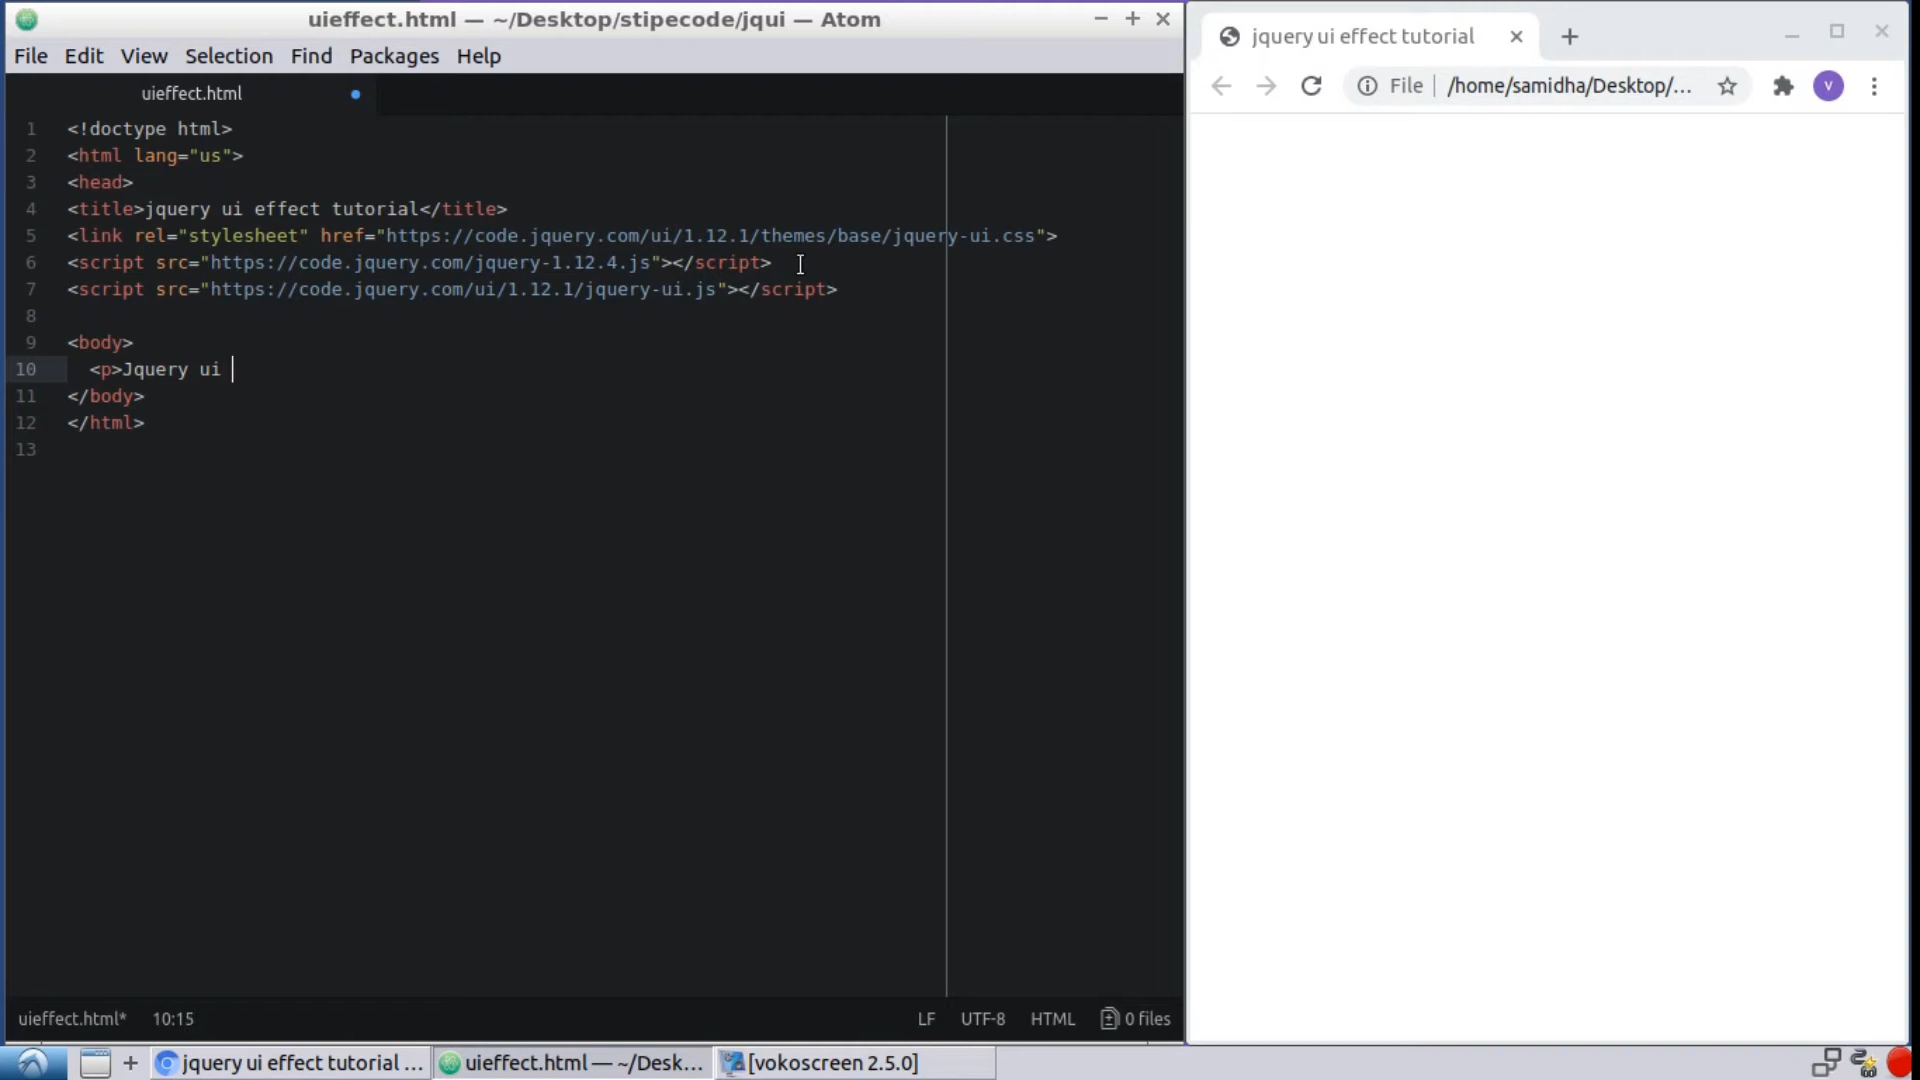 uieffect.html — ~/Desktop/stipecode/jqui — Atom
File Edit View Selection Find Packages Help
uieffect.html
1 <!doctype html>
2 <html lang="us">
3 <head>
4 <title>jquery ui effect tutorial</title>
5 <link rel="stylesheet" href="https://code.jquery.com/ui/1.12.1/themes/base/jquery-ui.css">
6 <script src="https://code.jquery.com/jquery-1.12.4.js"></script>
7 <script src="https://code.jquery.com/ui/1.12.1/jquery-ui.js"></script>
8
9 <body>
10 <p>Jquery ui
11 </body>
12 </html>
13
uieffect.html* 10:15 LF UTF-8 HTML 0 files
jquery ui effect tutorial
File /home/samidha/Desktop/... V
jquery ui effect tutorial ... uieffect.html — ~/Desk... [vokoscreen 2.5.0]